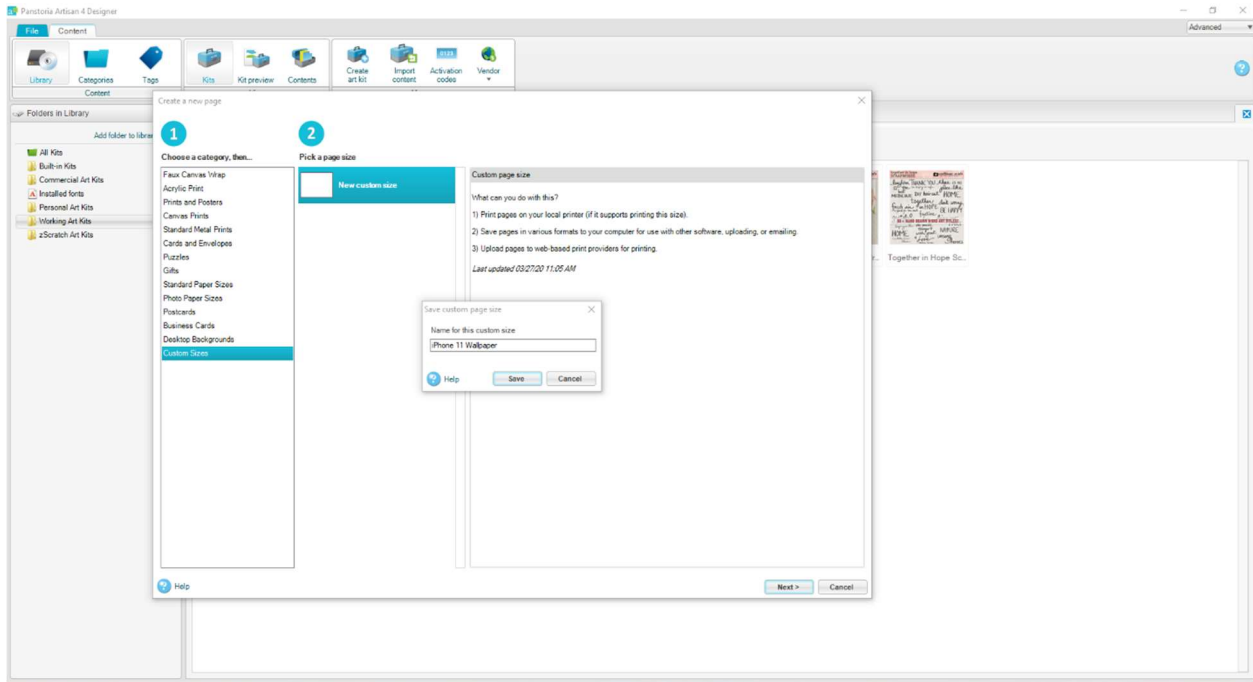 Panstoria Artisan 4 Designer
File Content
Advanced
Library Categories Tags Kits Kit preview Contents Create art kit Import content Activation codes Vendor
Content
Create a new page
Folders in Library
Add folder to librar
All Kits
Built-in Kits
Commercial Art Kits
Installed fonts
Personal Art Kits
Working Art Kits
zScratch Art Kits
1 2
Choose a category, then... Pick a page size
Faux Canvas Wrap
Acrylic Print
Prints and Posters
Canvas Prints
Standard Metal Prints
Cards and Envelopes
Puzzles
Gifts
Standard Paper Sizes
Photo Paper Sizes
Postcards
Business Cards
Desktop Backgrounds
Custom Sizes
New custom size
Custom page size
What can you do with this?
1) Print pages on your local printer (if it supports printing this size).
2) Save pages in various formats to your computer for use with other software, uploading, or emailing.
3) Upload pages to web-based print providers for printing.
Last updated 03/27/20 11:05 AM
Save custom page size
Name for this custom size
iPhone 11 Wallpaper
Help Save Cancel
Help Next > Cancel
HOME
Together in Hope Sc...